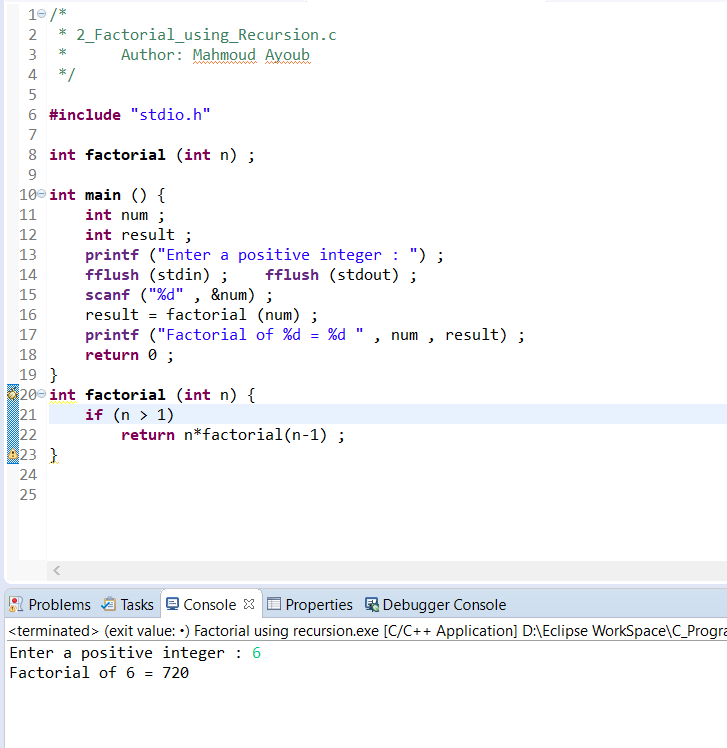 1 /*
2  * 2_Factorial_using_Recursion.c
3  *      Author: Mahmoud Ayoub
4  */
5
6 #include "stdio.h"
7
8 int factorial (int n) ;
9
10 int main () {
11     int num ;
12     int result ;
13     printf ("Enter a positive integer : ") ;
14     fflush (stdin) ;    fflush (stdout) ;
15     scanf ("%d" , &num) ;
16     result = factorial (num) ;
17     printf ("Factorial of %d = %d " , num , result) ;
18     return 0 ;
19 }
20 int factorial (int n) {
21     if (n > 1)
22         return n*factorial(n-1) ;
23 }
24
25
Problems Tasks Console Properties Debugger Console
<terminated> (exit value: •) Factorial using recursion.exe [C/C++ Application] D:\Eclipse WorkSpace\C_Progra
Enter a positive integer : 6
Factorial of 6 = 720